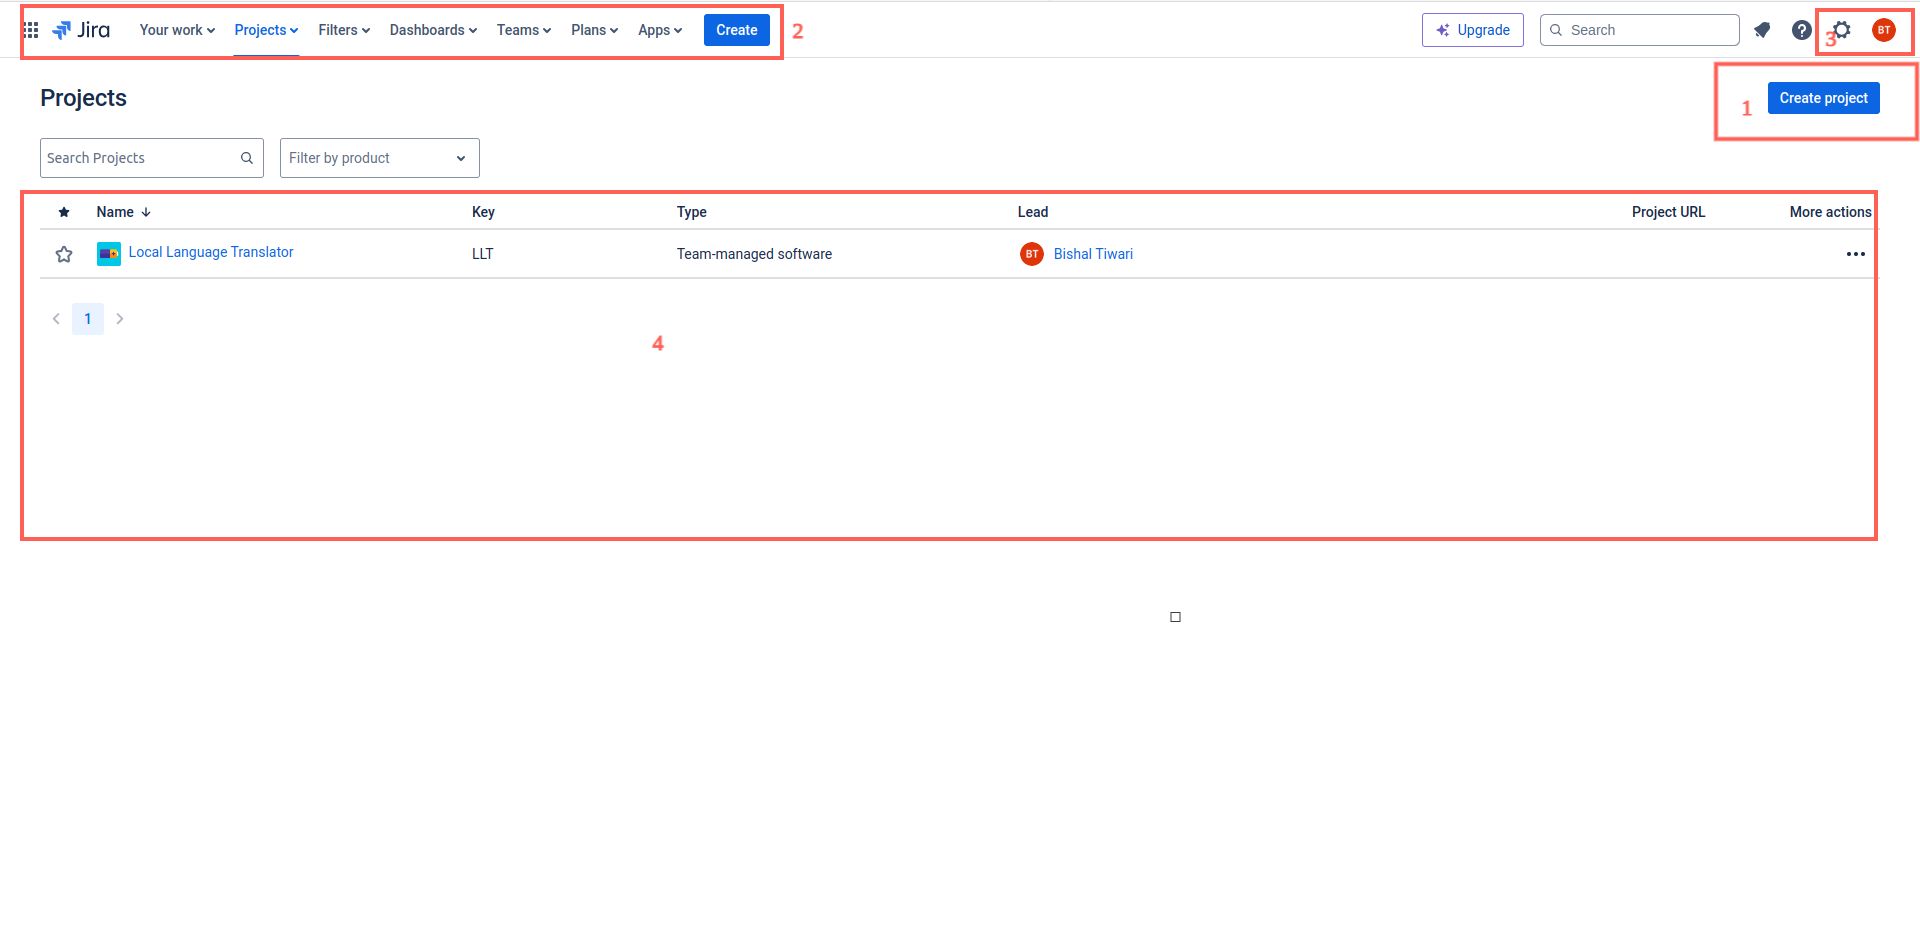 Jira Your work Projects Filters Dashboards Teams Plans Apps Create 2 Upgrade Search ? 3 BT
Projects 1 Create project
Search Projects Filter by product
Name Key Type Lead Project URL More actions
Local Language Translator LLT Team-managed software BT Bishal Tiwari
1
4